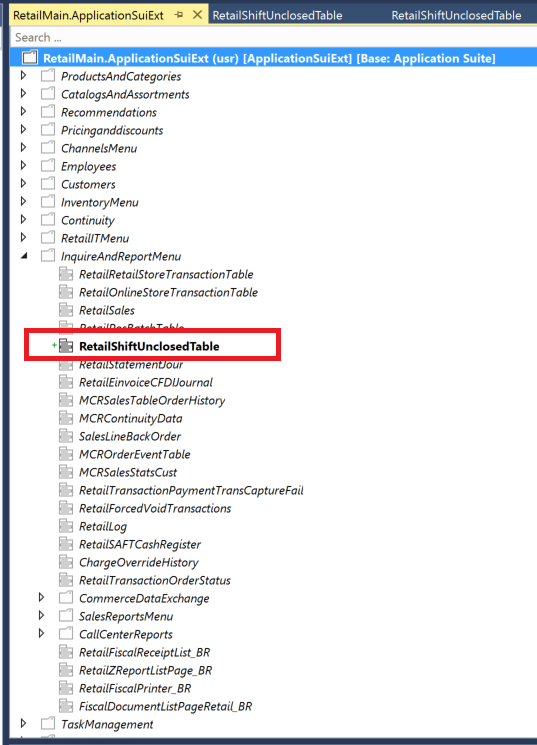 RetailMain.ApplicationSuiExt RetailShiftUnclosedTable RetailShiftUnclosedTable
Search ...
RetailMain.ApplicationSuiExt (usr) [ApplicationSuiExt] [Base: Application Suite]
ProductsAndCategories
CatalogsAndAssortments
Recommendations
Pricinganddiscounts
ChannelsMenu
Employees
Customers
InventoryMenu
Continuity
RetailITMenu
InquireAndReportMenu
RetailRetailStoreTransactionTable
RetailOnlineStoreTransactionTable
RetailSales
RetailPosBatchTable
+ RetailShiftUnclosedTable
RetailStatementJour
RetailEinvoiceCFDIJournal
MCRSalesTableOrderHistory
MCRContinuityData
SalesLineBackOrder
MCROrderEventTable
MCRSalesStatsCust
RetailTransactionPaymentTransCaptureFail
RetailForcedVoidTransactions
RetailLog
RetailSAFTCashRegister
ChargeOverrideHistory
RetailTransactionOrderStatus
CommerceDataExchange
SalesReportsMenu
CallCenterReports
RetailFiscalReceiptList_BR
RetailZReportListPage_BR
RetailFiscalPrinter_BR
FiscalDocumentListPageRetail_BR
TaskManagement